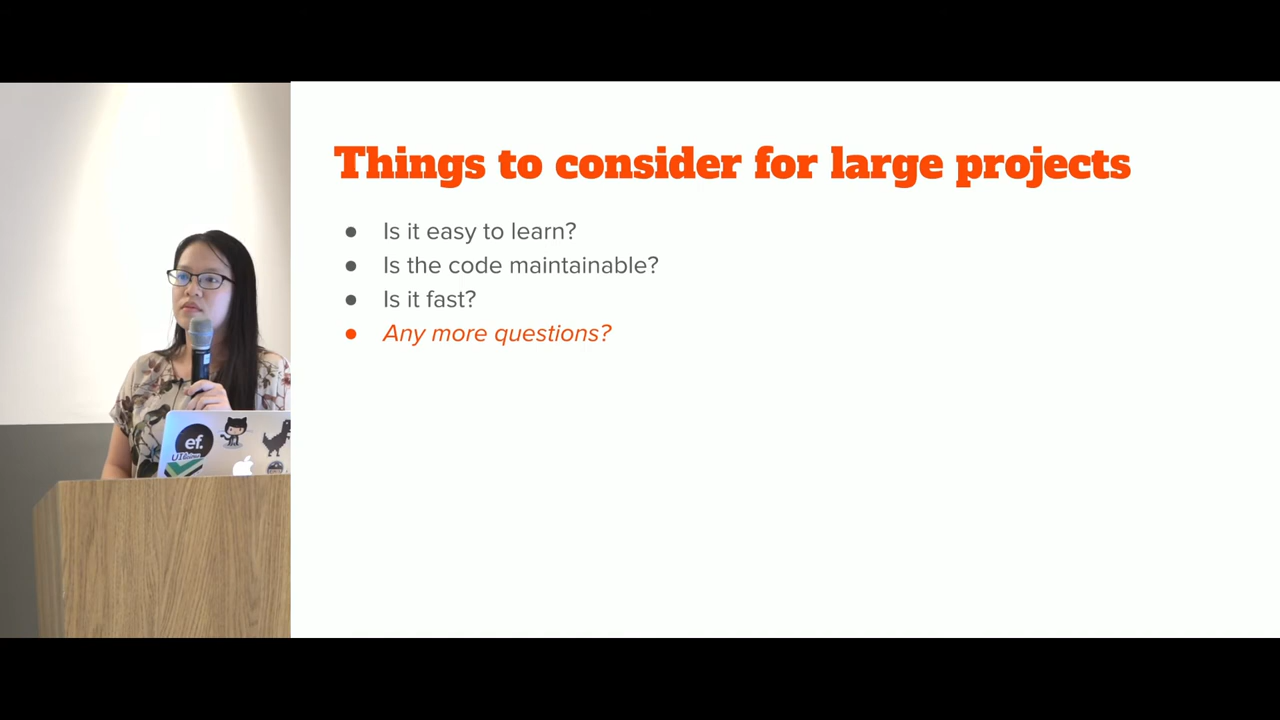 Things to consider for large projects
Is it easy to learn?
Is the code maintainable?
Is it fast?
Any more questions?
ef.